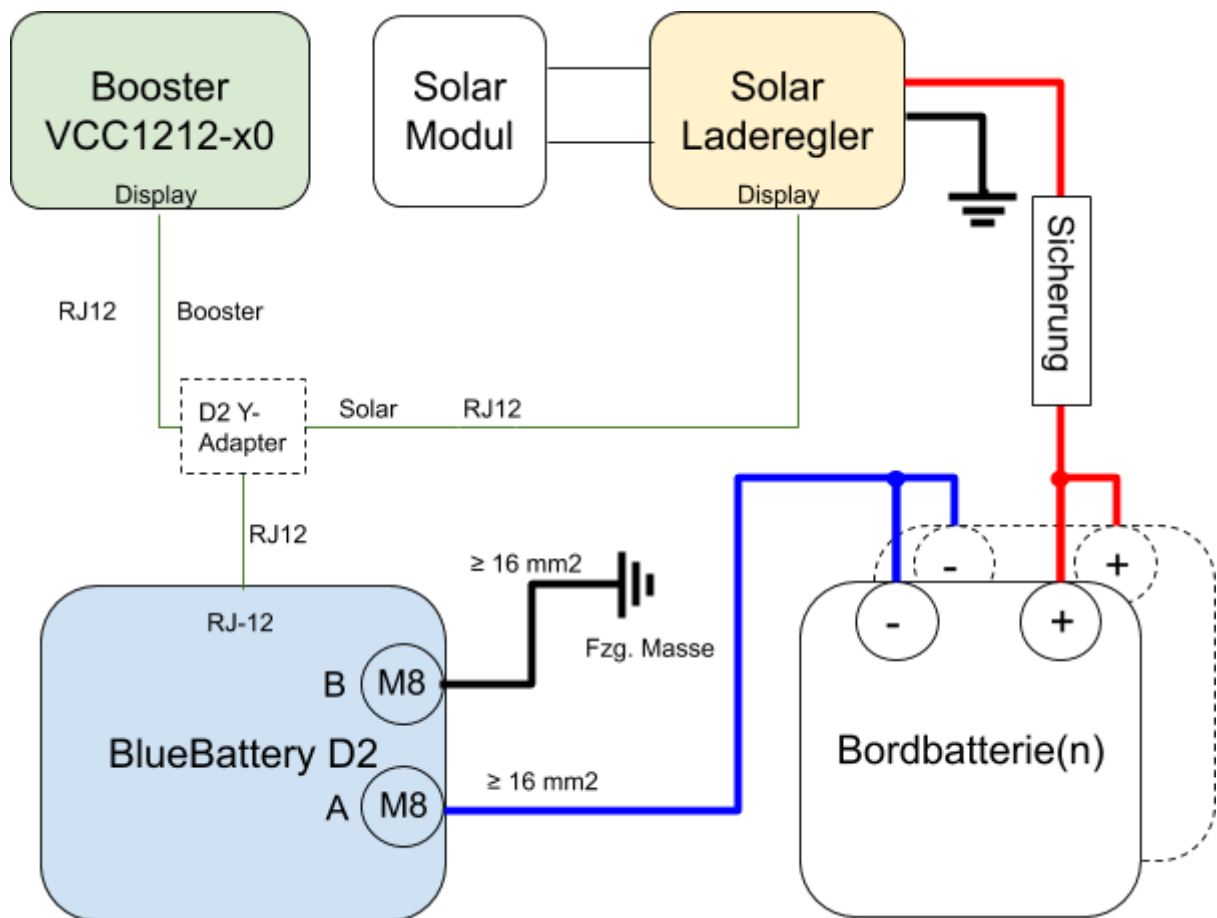 Booster
VCC1212-x0
Display
Solar
Modul
Solar
Laderegler
Display
Sicherung
RJ12
Booster
D2 Y-
Adapter
Solar
RJ12
RJ12
≥ 16 mm2
Fzg. Masse
RJ-12
B
M8
BlueBattery D2
A
M8
≥ 16 mm2
-
+
-
+
Bordbatterie(n)